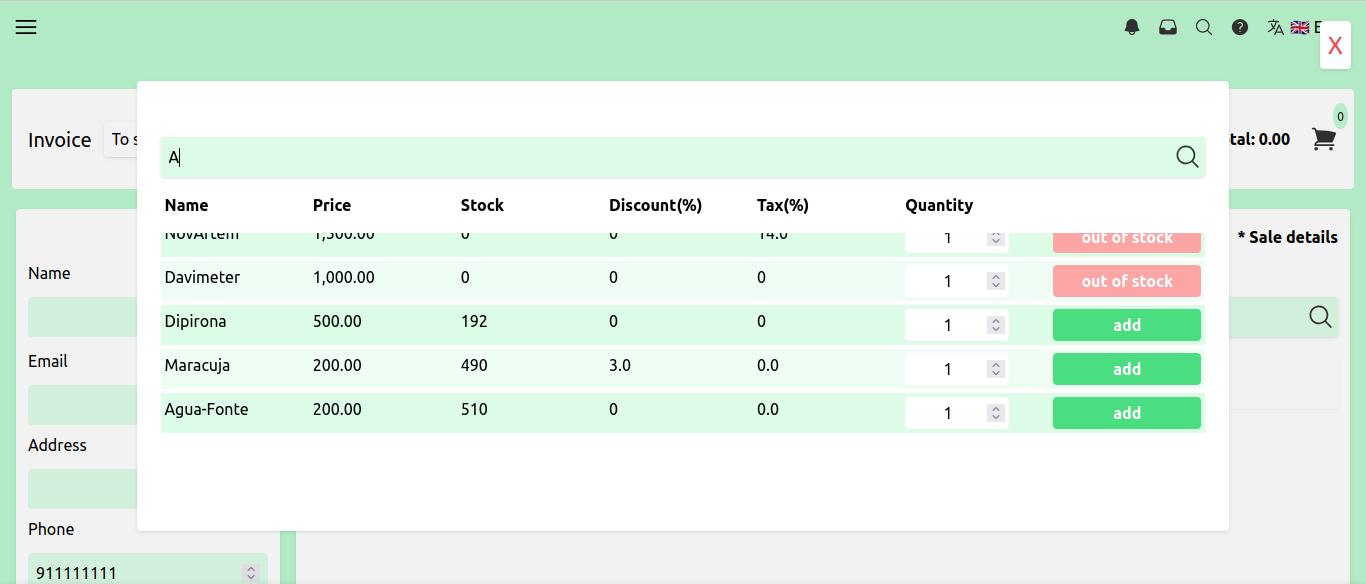 E
X
Invoice
To s
tal: 0.00
0
A
Name Price Stock Discount(%) Tax(%) Quantity
NovArtem 1,500.00 0 0 14.0 1 out of stock
Davimeter 1,000.00 0 0 0 1 out of stock
Dipirona 500.00 192 0 0 1 add
Maracuja 200.00 490 3.0 0.0 1 add
Agua-Fonte 200.00 510 0 0.0 1 add
* Sale details
Name
Email
Address
Phone
911111111